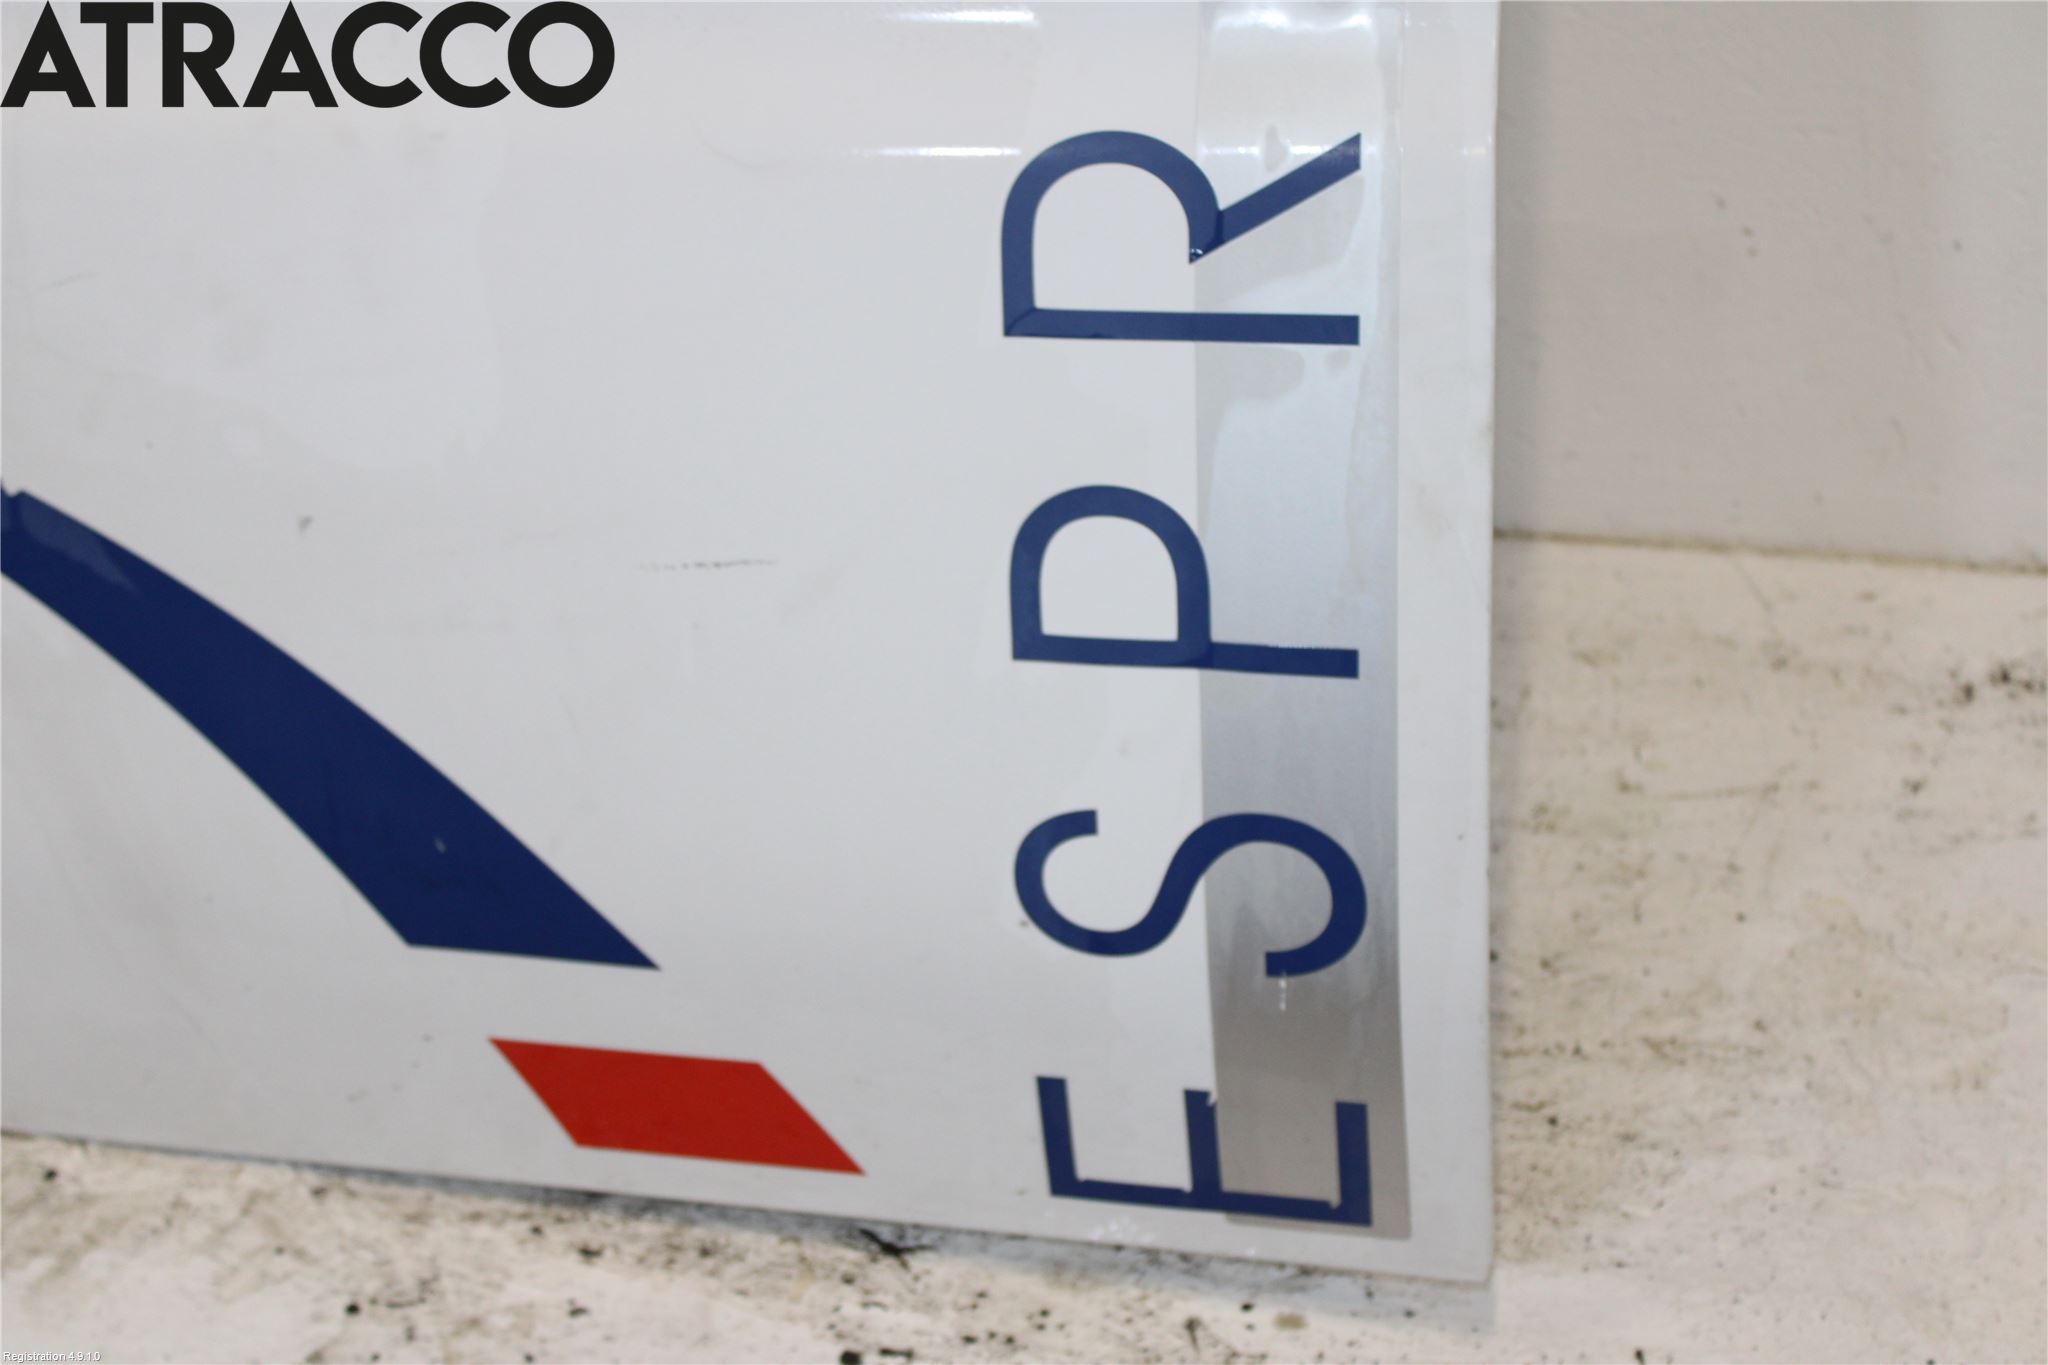 ATRACCO
ESPR
Registration 4.9.1.0